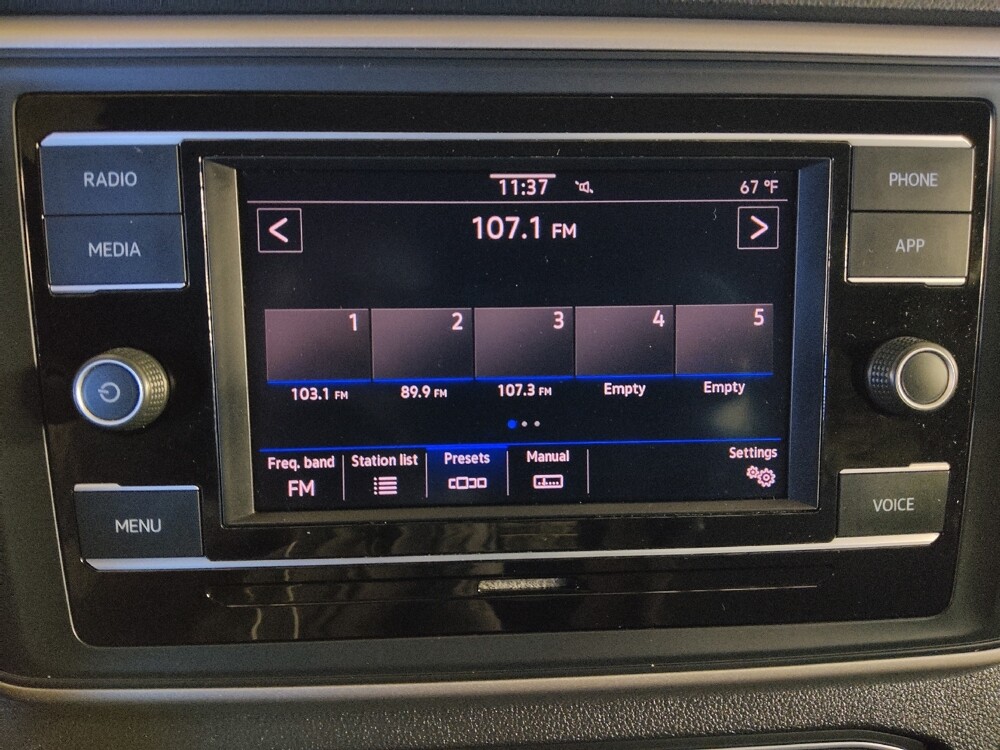 RADIO
MEDIA
11:37
67 °F
107.1 FM
PHONE
APP
1 2 3 4 5
103.1 FM 89.9 FM 107.3 FM Empty Empty
Freq. band Station list Presets Manual Settings
FM
MENU
VOICE